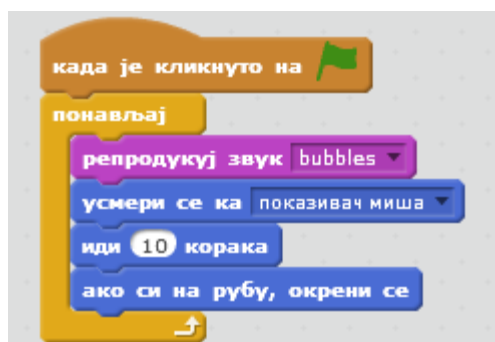 када је кликнуто на
понављај
репродукуј звук bubbles
усмери се ка показивач миша
иди 10 корака
ако си на рубу, окрени се